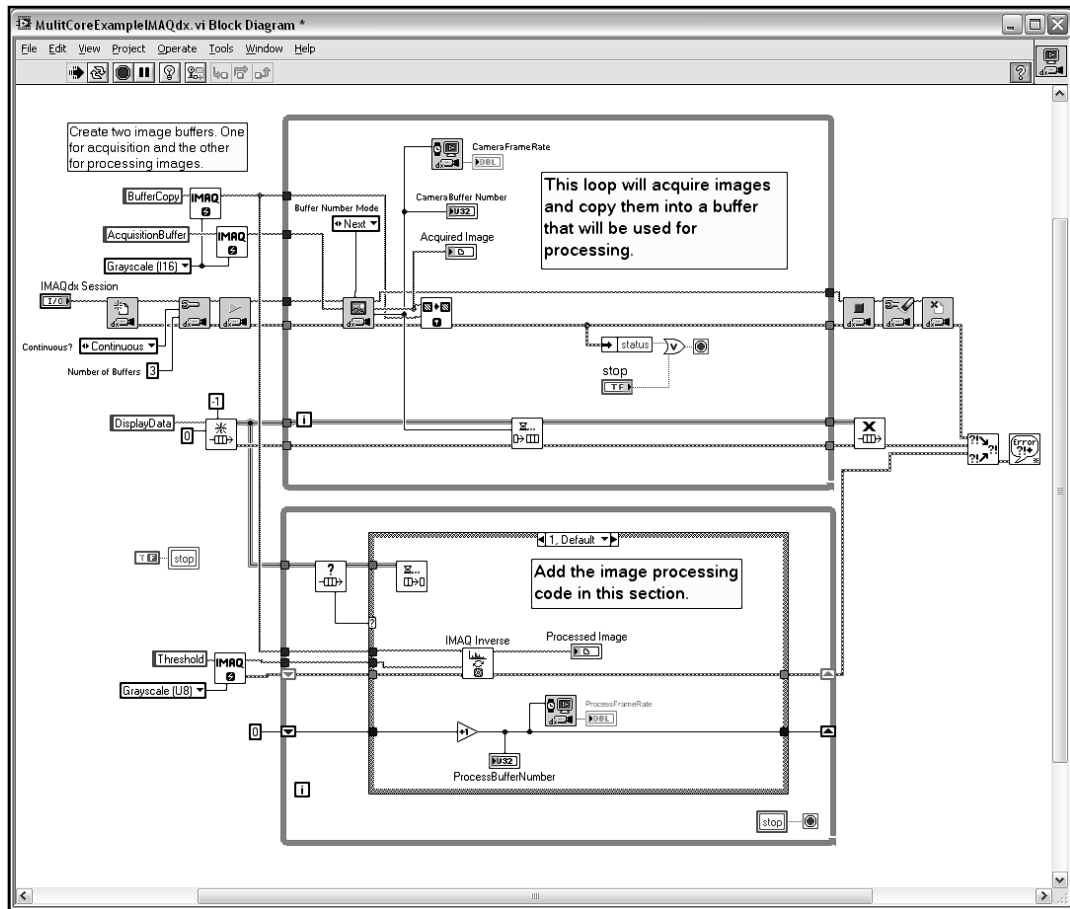 MulitCoreExampleIMAQdx.vi Block Diagram *
File Edit View Project Operate Tools Window Help
Create two image buffers. One
for acquisition and the other
for processing images.
CameraFrameRate
DBL
This loop will acquire images
and copy them into a buffer
that will be used for
processing.
BufferCopy
IMAQ
Buffer Number Mode
Next
CameraBuffer Number
U32
AcquisitionBuffer
IMAQ
Acquired Image
Grayscale (I16)
IMAQdx Session
I/O
dx
Continuous?
Continuous
status
Number of Buffers
3
stop
TF
-1
DisplayData
0
i
Error
1, Default
TF
stop
Add the image processing
code in this section.
IMAQ Inverse
Processed Image
Threshold
IMAQ
Grayscale (U8)
ProcessFrameRate
DBL
0
+1
U32
ProcessBufferNumber
i
stop